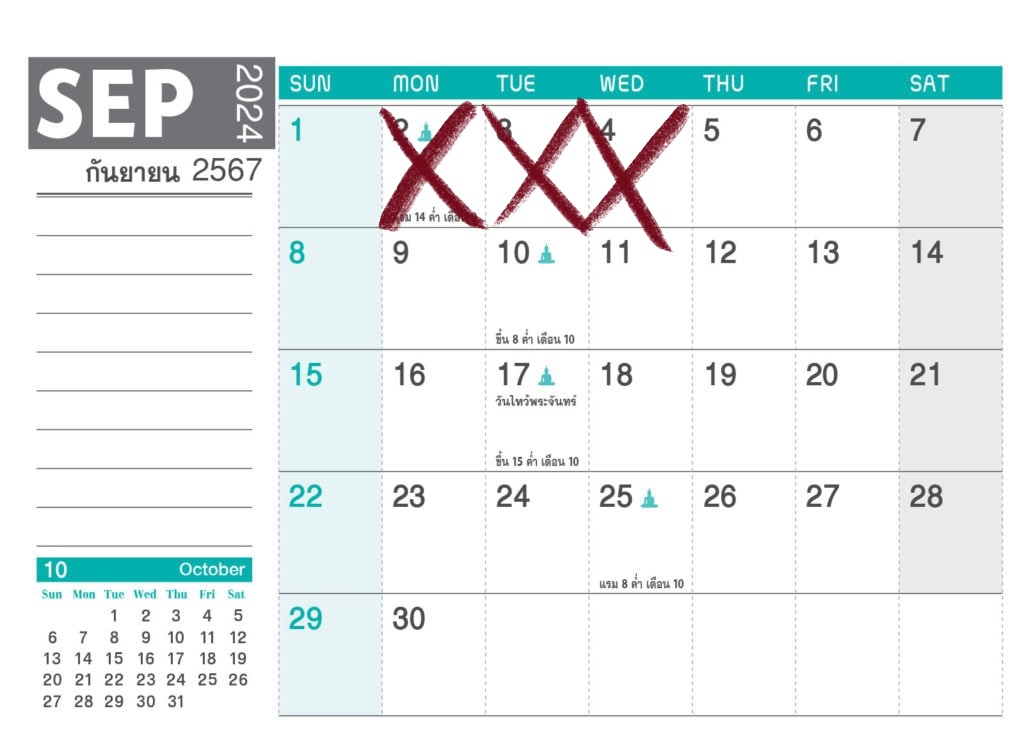 SEP 2024
กันยายน 2567
SUN MON TUE WED THU FRI SAT
1 2 3 4 5 6 7
14 ค่ำ
8 9 10 11 12 13 14
ขึ้น 8 ค่ำ เดือน 10
15 16 17 18 19 20 21
วันไหว้พระจันทร์
ขึ้น 15 ค่ำ เดือน 10
22 23 24 25 26 27 28
แรม 8 ค่ำ เดือน 10
29 30
10 October
Sun Mon Tue Wed Thu Fri Sat
1 2 3 4 5
6 7 8 9 10 11 12
13 14 15 16 17 18 19
20 21 22 23 24 25 26
27 28 29 30 31